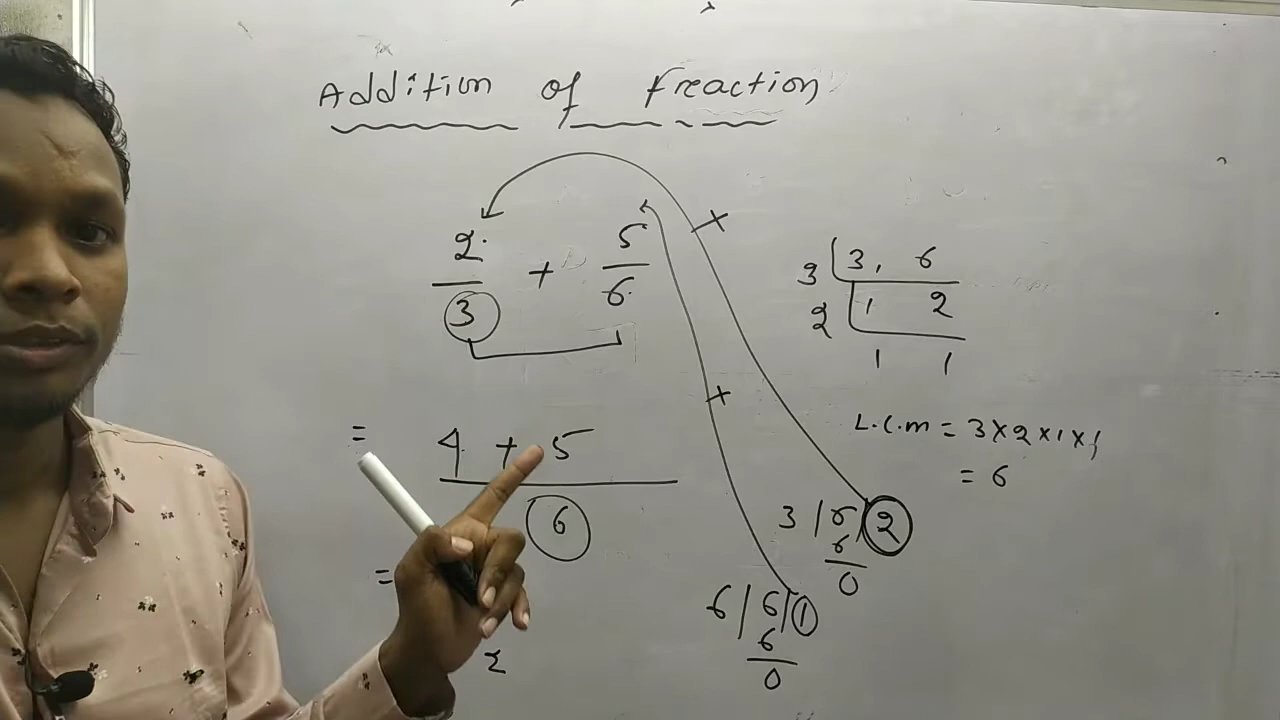 Addition of Freaction
2/3 + 5/6
3 | 3, 6
2 | 1 2
1 1
L.C.M = 3×2×1×1
= 6
= 4 + 5 / 6
3 | 6 | 2
6
0
6 | 6 | 1
6
0
=